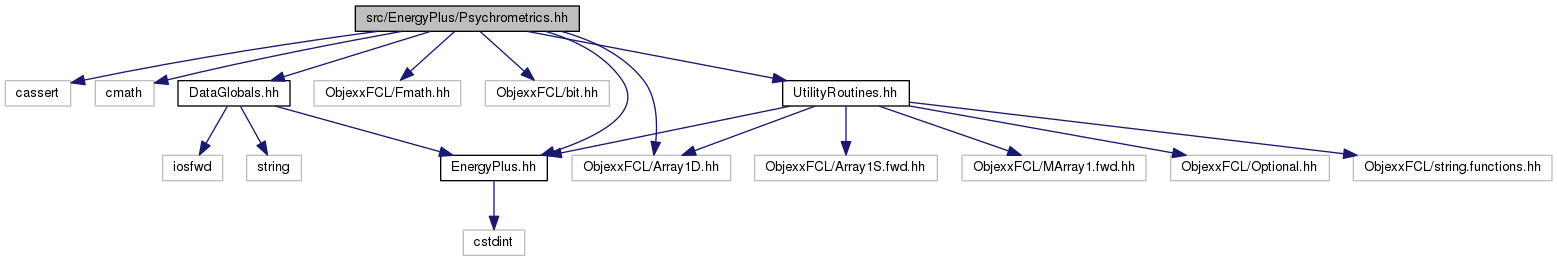 src/EnergyPlus/Psychrometrics.hh
cassert
cmath
DataGlobals.hh
ObjexxFCL/Fmath.hh
ObjexxFCL/bit.hh
UtilityRoutines.hh
iosfwd
string
EnergyPlus.hh
ObjexxFCL/Array1D.hh
ObjexxFCL/Array1S.fwd.hh
ObjexxFCL/MArray1.fwd.hh
ObjexxFCL/Optional.hh
ObjexxFCL/string.functions.hh
cstdint